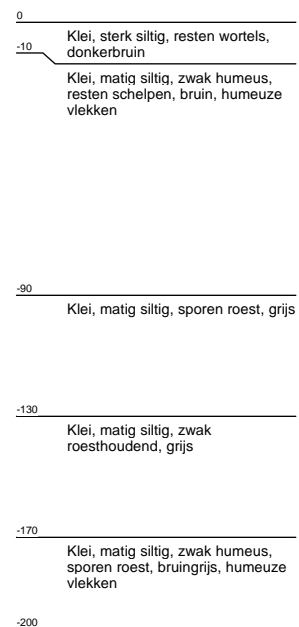 0
Klei, sterk siltig, resten wortels,
donkerbruin
-10
Klei, matig siltig, zwak humeus,
resten schelpen, bruin, humeuze
vlekken
-90
Klei, matig siltig, sporen roest, grijs
-130
Klei, matig siltig, zwak
roesthoudend, grijs
-170
Klei, matig siltig, zwak humeus,
sporen roest, bruingrijs, humeuze
vlekken
-200